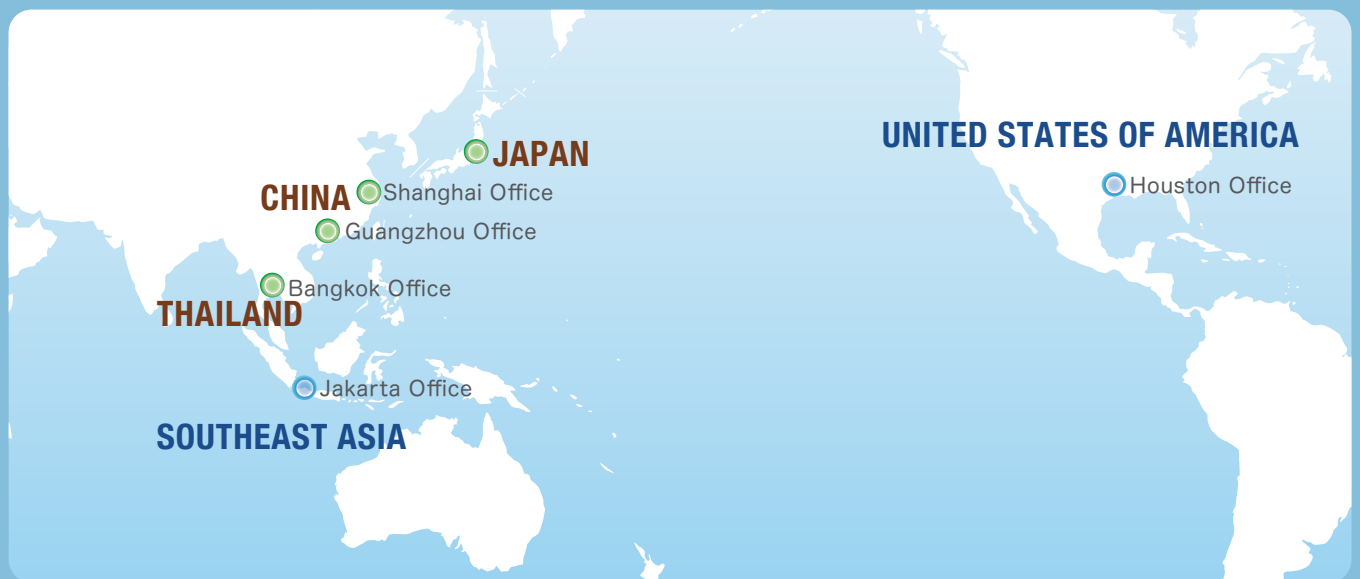 UNITED STATES OF AMERICA
JAPAN
Houston Office
CHINA
Shanghai Office
Guangzhou Office
Bangkok Office
THAILAND
Jakarta Office
SOUTHEAST ASIA